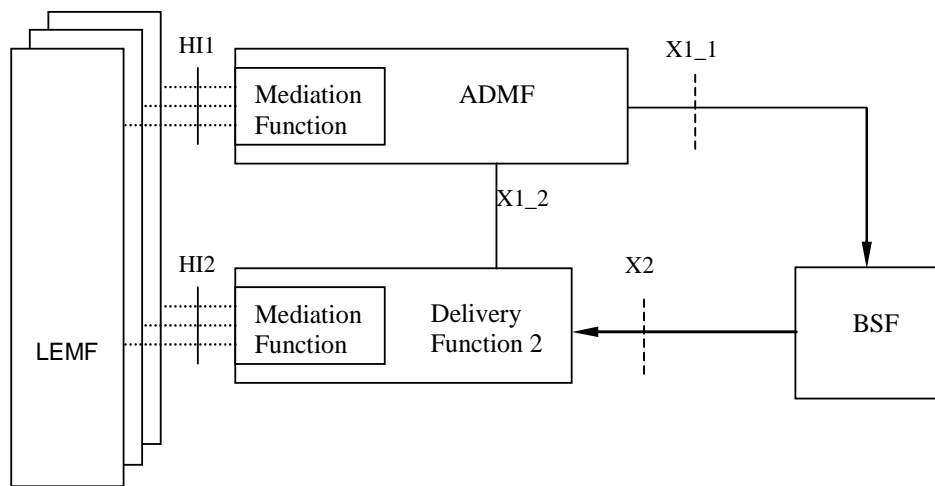 HI1
X1_1
Mediation
Function
ADMF
X1_2
HI2
X2
Mediation
Function
Delivery
Function 2
BSF
LEMF